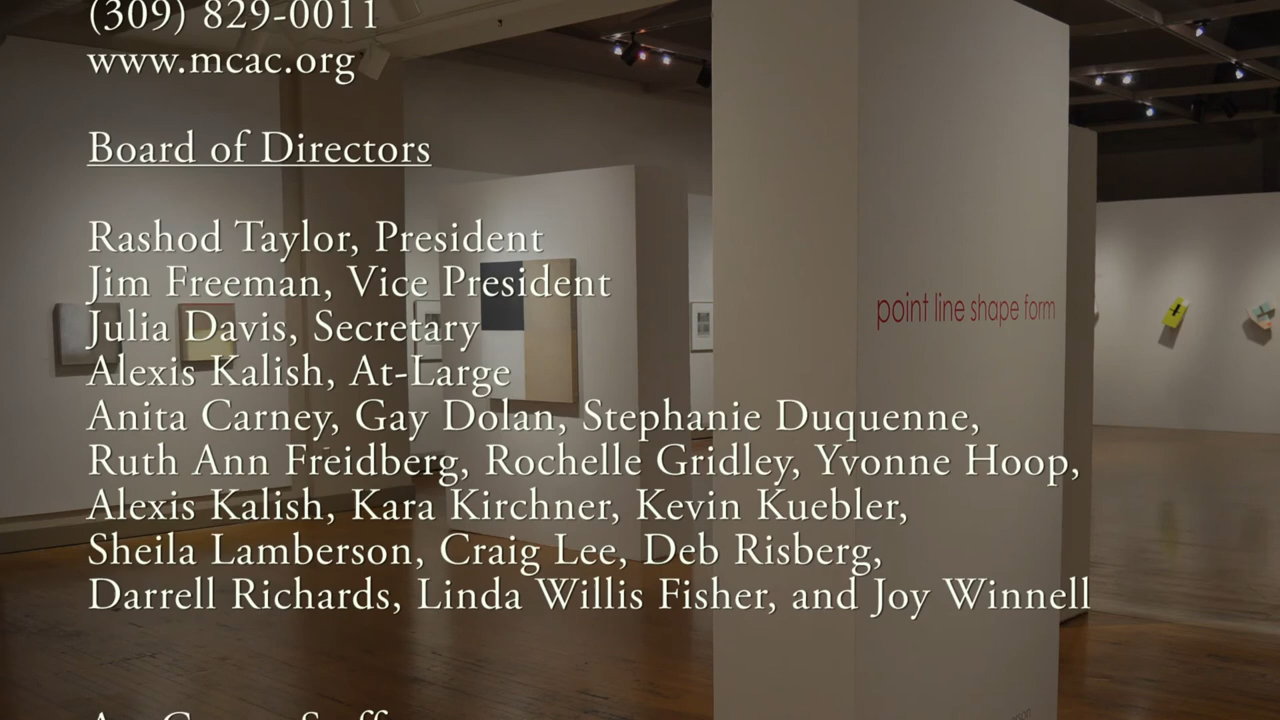 (309) 829-0011
www.mcac.org
Board of Directors
Rashod Taylor, President
Jim Freeman, Vice President
Julia Davis, Secretary
Alexis Kalish, At-Large
Anita Carney, Gay Dolan, Stephanie Duquenne,
Ruth Ann Freidberg, Rochelle Gridley, Yvonne Hoop,
Alexis Kalish, Kara Kirchner, Kevin Kuebler,
Sheila Lamberson, Craig Lee, Deb Risberg,
Darrell Richards, Linda Willis Fisher, and Joy Winnell
point line shape form